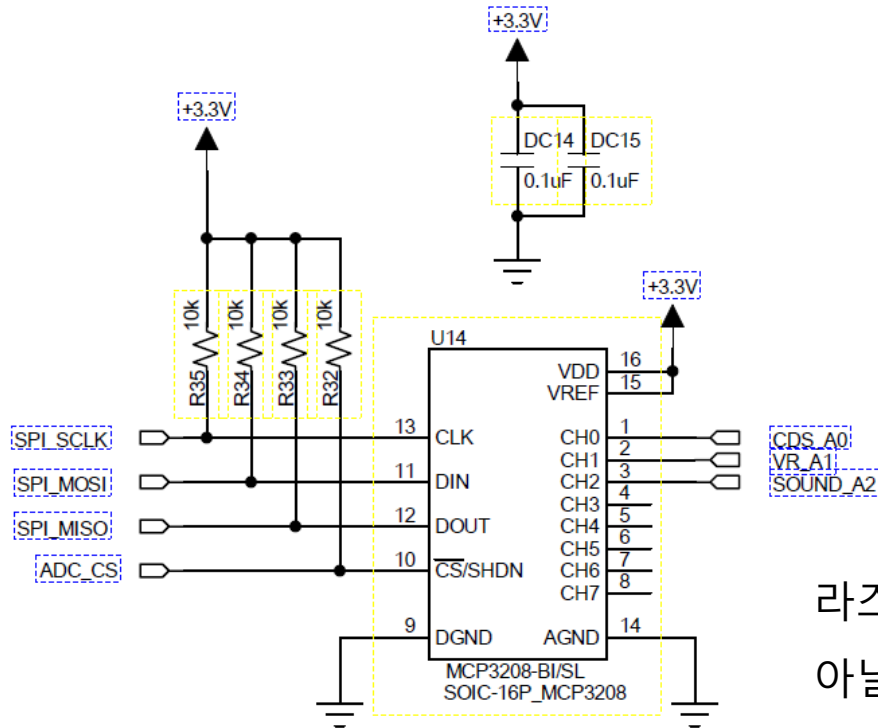 +3.3V
DC14 DC15
0.1uF 0.1uF
+3.3V
10k 10k 10k 10k
R35 R34 R33 R32
+3.3V
U14
VDD 16
VREF 15
SPI_SCLK 13 CLK CH0 1 CDS_A0
CH1 2 VR_A1
SPI_MOSI 11 DIN CH2 3 SOUND_A2
CH3 4
SPI_MISO 12 DOUT CH4 5
CH5 6
ADC_CS 10 CS/SHDN CH6 7
CH7 8
9 DGND AGND 14
MCP3208-BI/SL
SOIC-16P_MCP3208